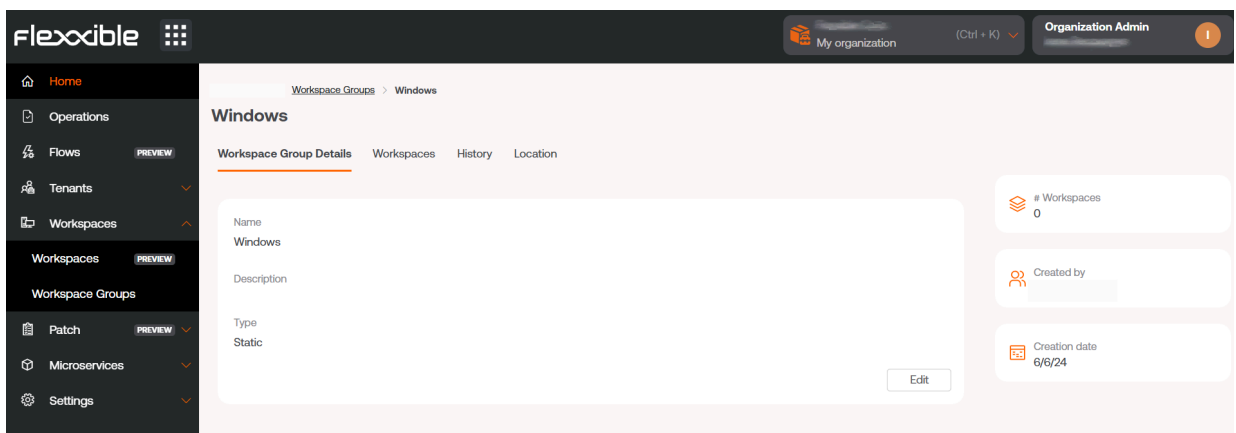 flexxible
My organization
(Ctrl + K)
Organization Admin
I
Home
Operations
Flows PREVIEW
Tenants
Workspaces
Workspaces PREVIEW
Workspace Groups
Patch PREVIEW
Microservices
Settings
Workspace Groups > Windows
Windows
Workspace Group Details Workspaces History Location
Name
Windows
Description
Type
Static
Edit
# Workspaces
0
Created by
Creation date
6/6/24